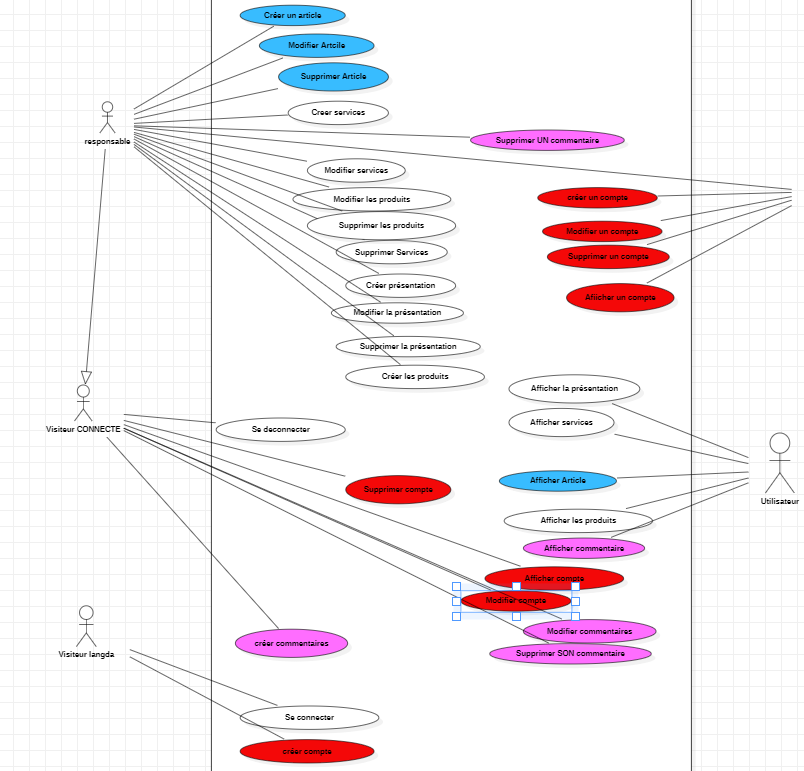 Créer un article
Modifier Artcile
Supprimer Article
Creer services
Supprimer UN commentaire
responsable
Modifier services
Modifier les produits
créer un compte
Supprimer les produits
Modifier un compte
Supprimer Services
Supprimer un compte
Créer présentation
Afiicher un compte
Modifier la présentation
Supprimer la présentation
Créer les produits
Afficher la présentation
Afficher services
Visiteur CONNECTE
Se deconnecter
Afficher Article
Supprimer compte
Utilisateur
Afficher les produits
Afficher commentaire
Afficher compte
Modifier compte
Modifier commentaires
créer commentaires
Supprimer SON commentaire
Visiteur langda
Se connecter
créer compte